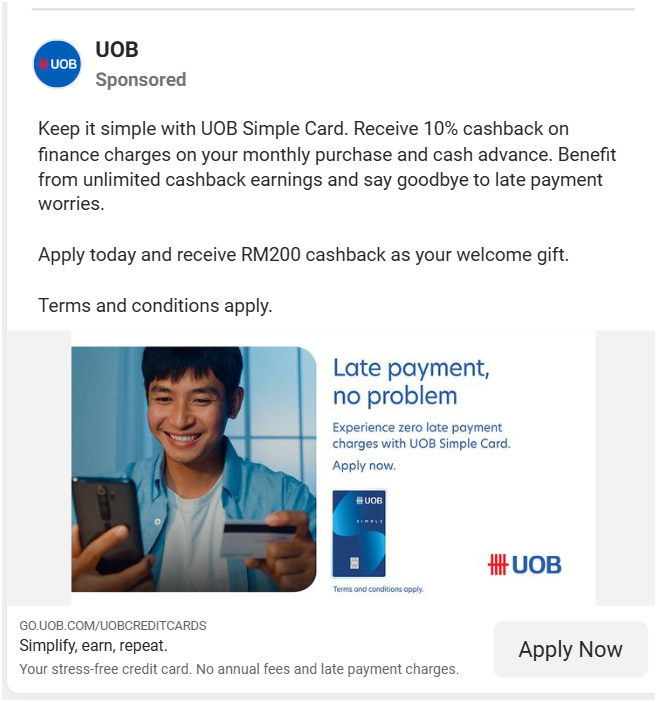 UOB
UOB
Sponsored
Keep it simple with UOB Simple Card. Receive 10% cashback on
finance charges on your monthly purchase and cash advance. Benefit
from unlimited cashback earnings and say goodbye to late payment
worries.
Apply today and receive RM200 cashback as your welcome gift.
Terms and conditions apply.
Late payment,
no problem
Experience zero late payment
charges with UOB Simple Card.
Apply now.
UOB
SIMPLE
UOB
Terms and conditions apply.
GO.UOB.COM/UOBCREDITCARDS
Simplify, earn, repeat.
Your stress-free credit card. No annual fees and late payment charges.
Apply Now